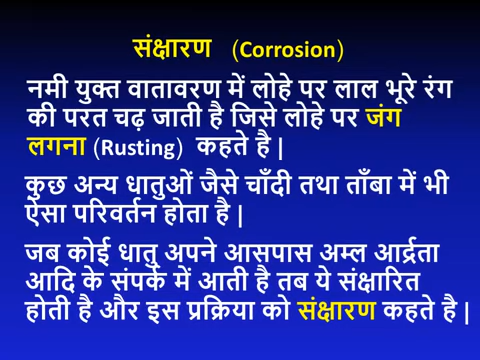 संक्षारण (Corrosion)
नमी युक्त वातावरण में लोहे पर लाल भूरे रंग
की परत चढ़ जाती है जिसे लोहे पर जंग
लगना (Rusting) कहते है |
कुछ अन्य धातुओं जैसे चाँदी तथा ताँबा में भी
ऐसा परिवर्तन होता है |
जब कोई धातु अपने आसपास अम्ल आर्द्रता
आदि के संपर्क में आती है तब ये संक्षारित
होती है और इस प्रक्रिया को संक्षारण कहते है |